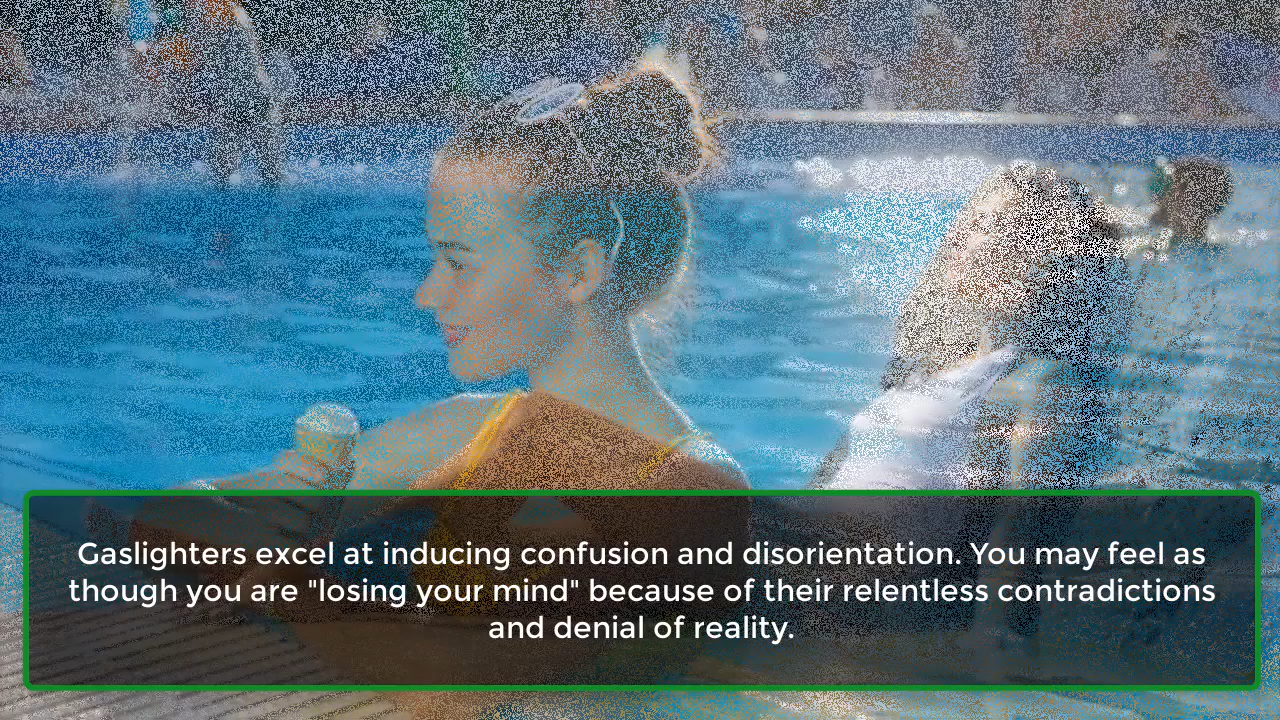 Gaslighters excel at inducing confusion and disorientation. You may feel as
though you are "losing your mind" because of their relentless contradictions
and denial of reality.